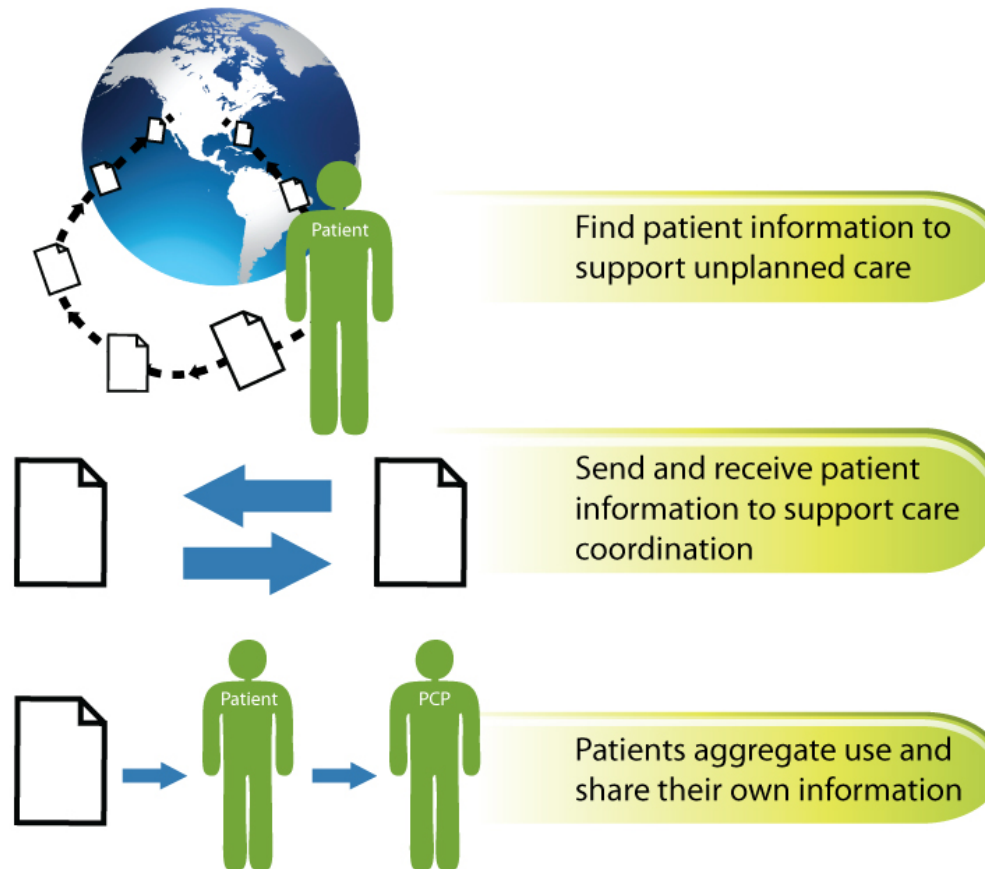 Patient
Find patient information to
support unplanned care
Send and receive patient
information to support care
coordination
Patient
PCP
Patients aggregate use and
share their own information